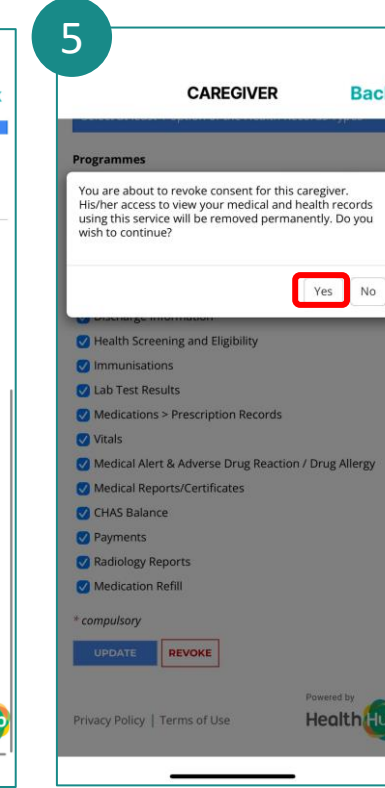 5
CAREGIVER
Programmes
You are about to revoke consent for this caregiver.
His/her access to view your medical and health records
using this service will be removed permanently. Do you
wish to continue?
Yes No
Discharge Information
Health Screening and Eligibility
Immunisations
Lab Test Results
Medications > Prescription Records
Vitals
Medical Alert & Adverse Drug Reaction / Drug Allergy
Medical Reports/Certificates
CHAS Balance
Payments
Radiology Reports
Medication Refill
* compulsory
UPDATE REVOKE
Powered by
Privacy Policy | Terms of Use Health